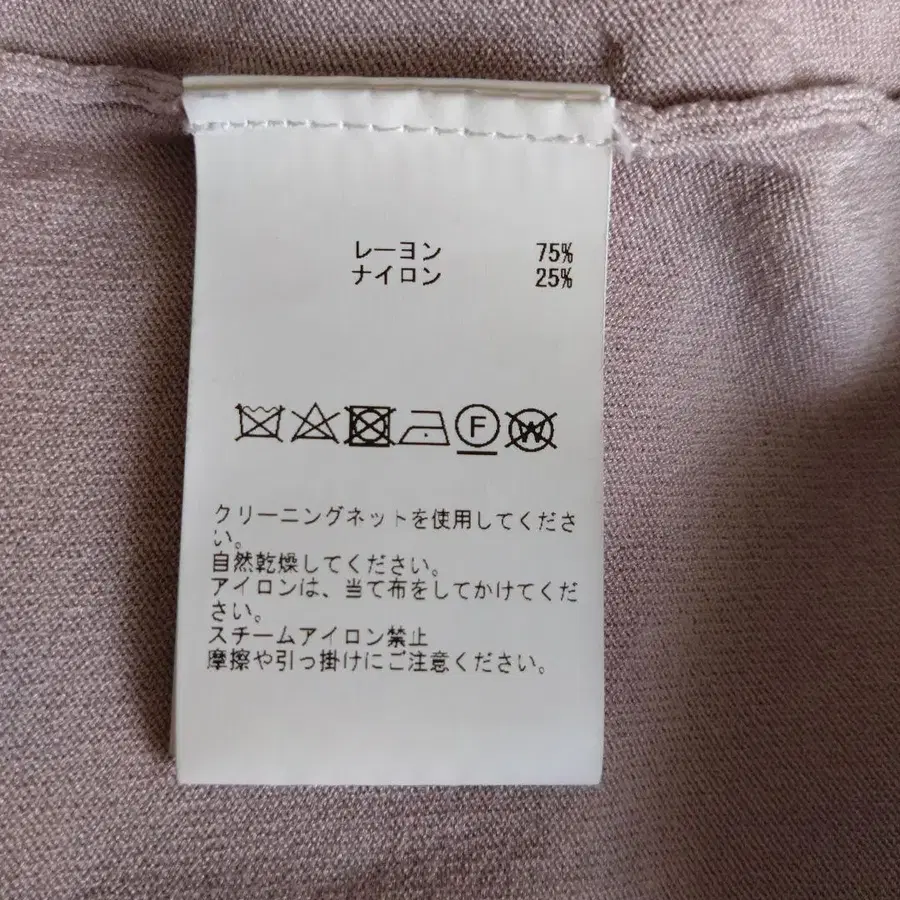 レーヨン 75%
ナイロン 25%
F W
クリーニングネットを使用してくださ
い。
自然乾燥してください。
アイロンは、当て布をしてかけてくだ
さい。
スチームアイロン禁止
摩擦や引っ掛けにご注意ください。